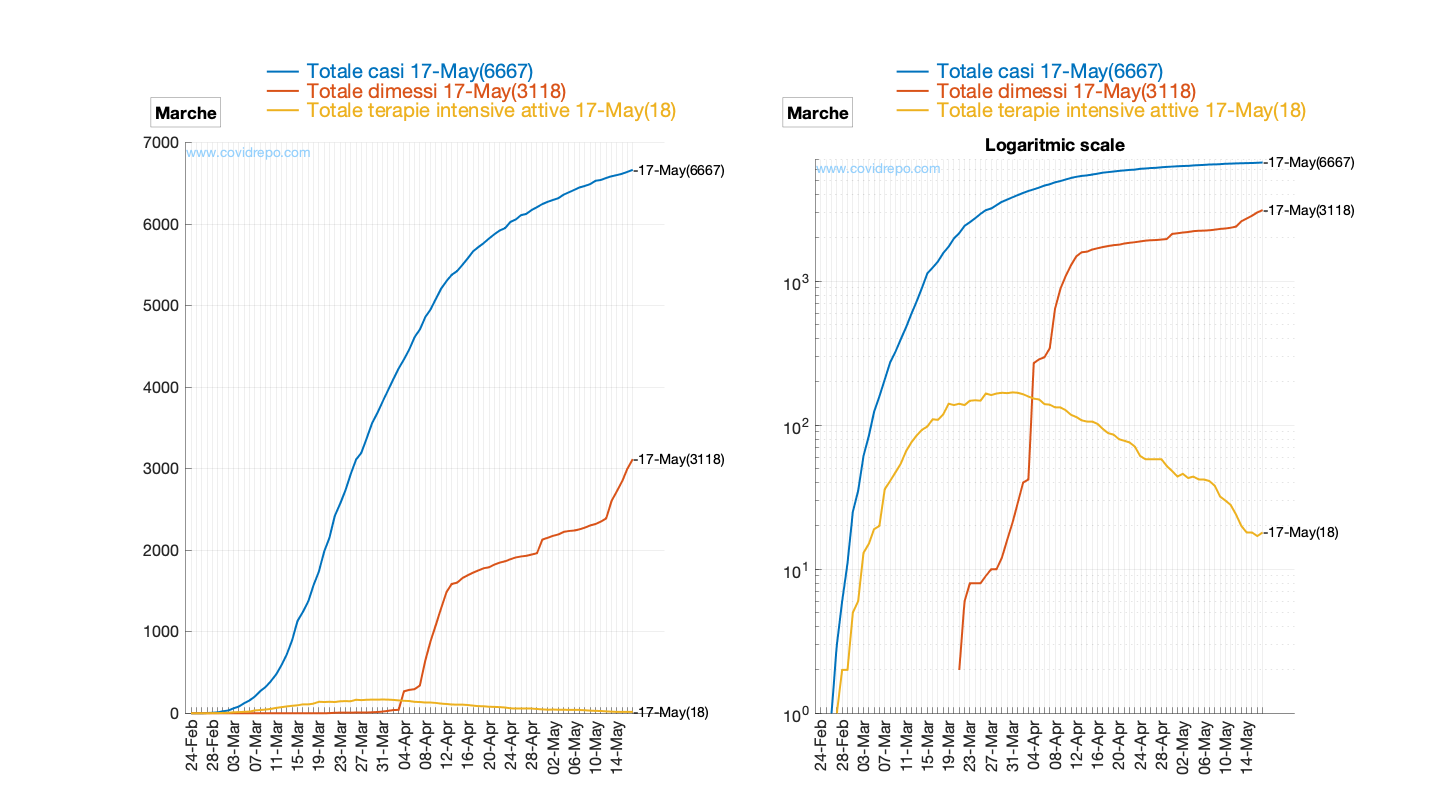 Totale casi 17-May(6667)
Totale dimessi 17-May(3118)
Totale terapie intensive attive 17-May(18)
Marche
www.covidrepo.com
7000
6000
5000
4000
3000
2000
1000
0
17-May(6667)
17-May(3118)
17-May(18)
24-Feb
28-Feb
03-Mar
07-Mar
11-Mar
15-Mar
19-Mar
23-Mar
27-Mar
31-Mar
04-Apr
08-Apr
12-Apr
16-Apr
20-Apr
24-Apr
28-Apr
02-May
06-May
10-May
14-May
Totale casi 17-May(6667)
Totale dimessi 17-May(3118)
Totale terapie intensive attive 17-May(18)
Marche
Logaritmic scale
www.covidrepo.com
10³
10²
10¹
10⁰
17-May(6667)
17-May(3118)
17-May(18)
24-Feb
28-Feb
03-Mar
07-Mar
11-Mar
15-Mar
19-Mar
23-Mar
27-Mar
31-Mar
04-Apr
08-Apr
12-Apr
16-Apr
20-Apr
24-Apr
28-Apr
02-May
06-May
10-May
14-May